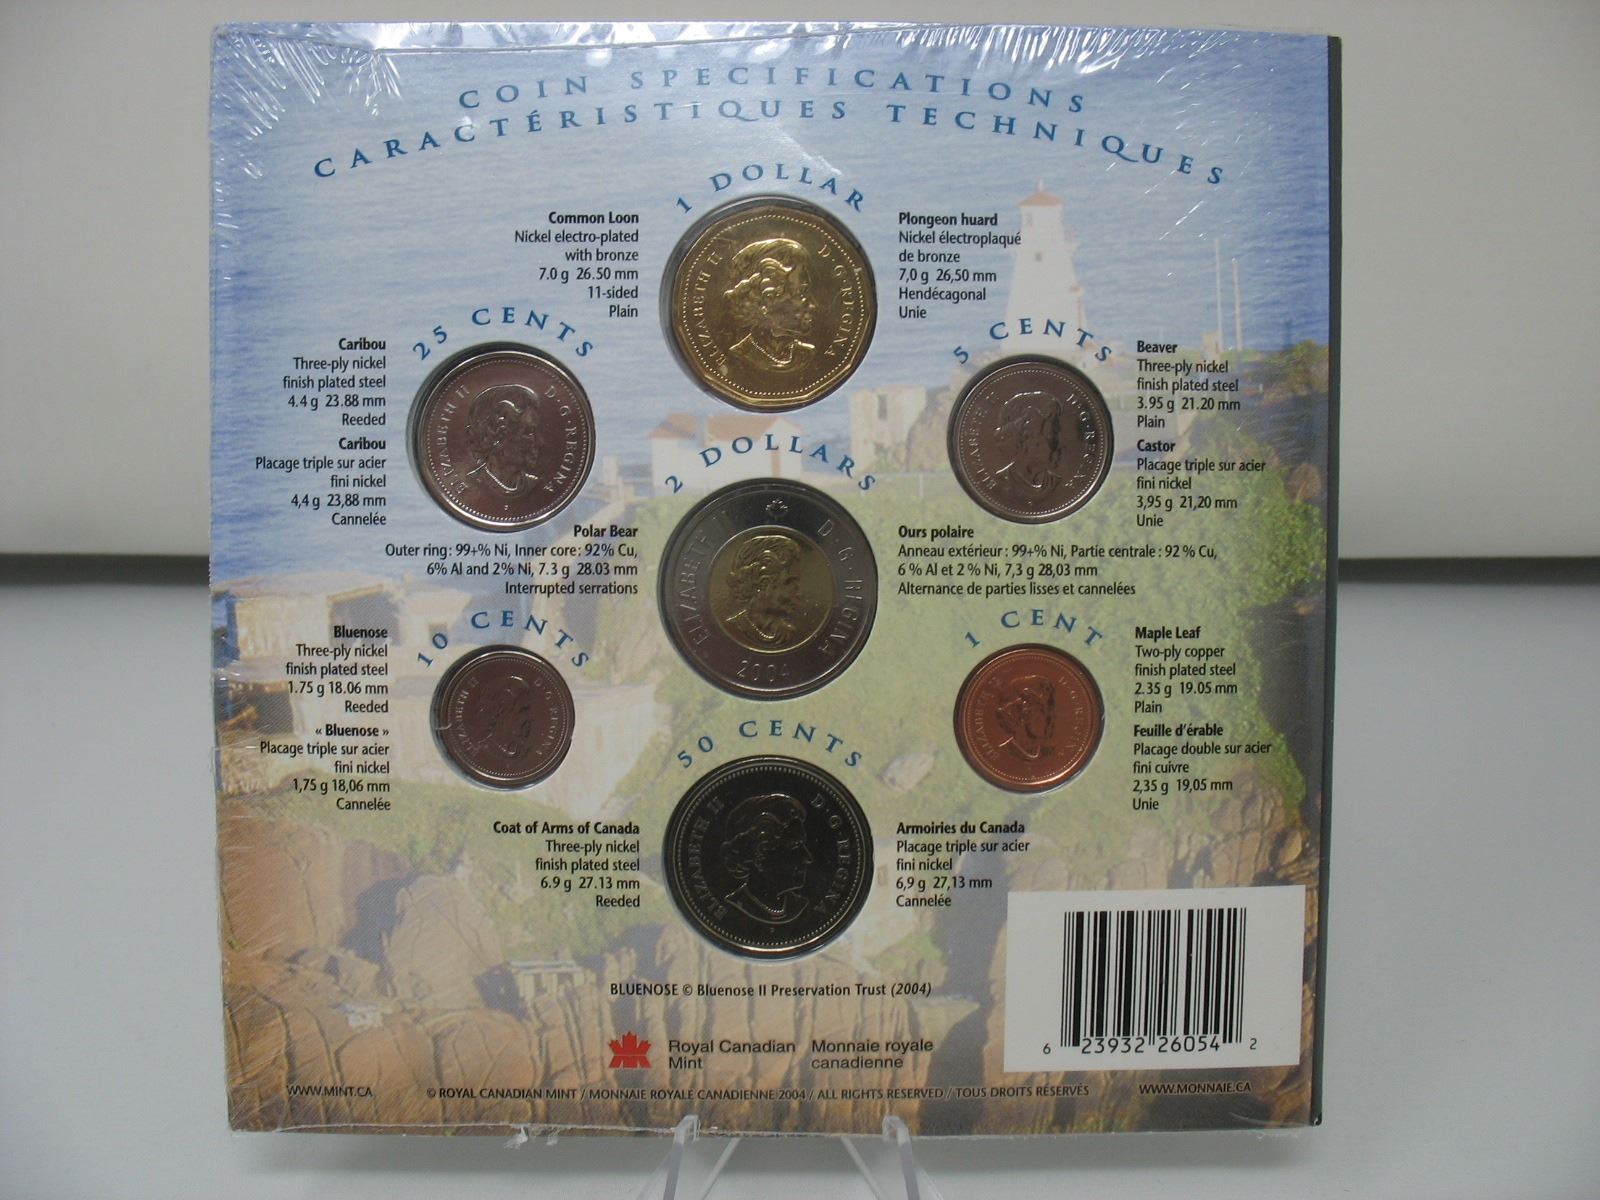 COIN SPECIFICATIONS
CARACTÉRISTIQUES TECHNIQUES
1 DOLLAR
Common Loon
Nickel electro-plated
with bronze
7.0 g 26.50 mm
11-sided
Plain
Plongeon huard
Nickel électroplaqué
de bronze
7,0 g 26,50 mm
Hendécagonal
Unie
ELIZABETH II D·G·REGINA
25 CENTS
Caribou
Three-ply nickel
finish plated steel
4.4 g 23.88 mm
Reeded
Caribou
Placage triple sur acier
fini nickel
4,4 g 23,88 mm
Cannelée
ELIZABETH II D·G·REGINA
5 CENTS
Beaver
Three-ply nickel
finish plated steel
3.95 g 21.20 mm
Plain
Castor
Placage triple sur acier
fini nickel
3,95 g 21,20 mm
Unie
ELIZABETH II D·G·REGINA
2 DOLLARS
Polar Bear
Outer ring: 99+% Ni, Inner core: 92% Cu,
6% Al and 2% Ni, 7.3 g 28.03 mm
Interrupted serrations
Ours polaire
Anneau extérieur : 99+% Ni, Partie centrale : 92 % Cu,
6 % Al et 2 % Ni, 7,3 g 28,03 mm
Alternance de parties lisses et cannelées
ELIZABETH II D·G·REGINA
2004
10 CENTS
Bluenose
Three-ply nickel
finish plated steel
1.75 g 18.06 mm
Reeded
« Bluenose »
Placage triple sur acier
fini nickel
1,75 g 18,06 mm
Cannelée
ELIZABETH II D·G·REGINA
1 CENT
Maple Leaf
Two-ply copper
finish plated steel
2.35 g 19.05 mm
Plain
Feuille d'érable
Placage double sur acier
fini cuivre
2,35 g 19,05 mm
Unie
ELIZABETH II D·G·REGINA
50 CENTS
Coat of Arms of Canada
Three-ply nickel
finish plated steel
6.9 g 27.13 mm
Reeded
Armoiries du Canada
Placage triple sur acier
fini nickel
6,9 g 27,13 mm
Cannelée
ELIZABETH II D·G·REGINA
BLUENOSE © Bluenose II Preservation Trust (2004)
Royal Canadian Mint
Monnaie royale canadienne
6 23932 26054 2
WWW.MINT.CA
© ROYAL CANADIAN MINT / MONNAIE ROYALE CANADIENNE 2004 / ALL RIGHTS RESERVED / TOUS DROITS RÉSERVÉS
WWW.MONNAIE.CA